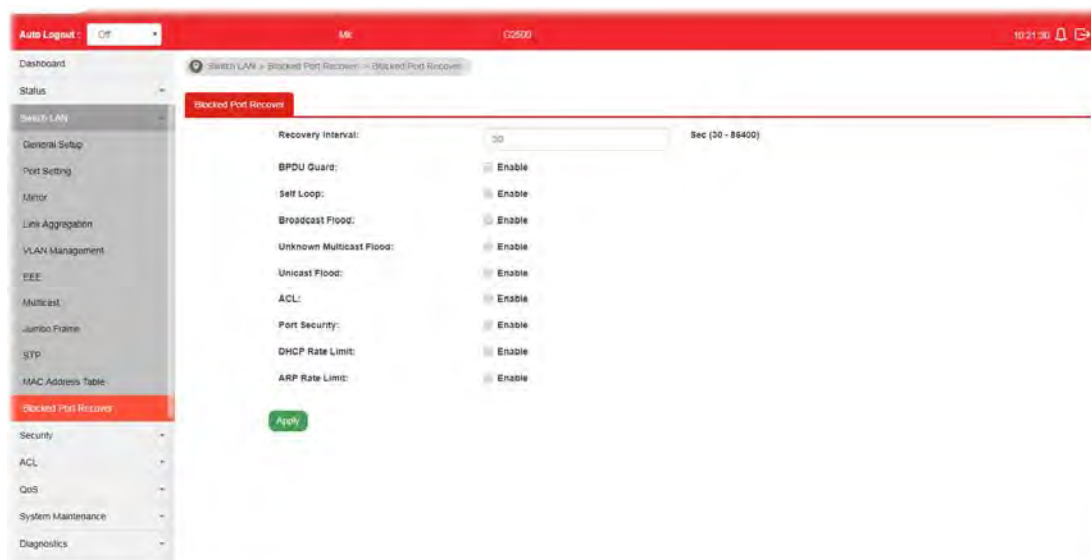 Auto Logout : Off
G2500
10:21:30
Dashboard
Status
Switch LAN
General Setup
Port Setting
Mirror
Link Aggregation
VLAN Management
EEE
Multicast
Jumbo Frame
STP
MAC Address Table
Blocked Port Recover
Security
ACL
QoS
System Maintenance
Diagnostics
Switch LAN > Blocked Port Recover > Blocked Port Recover
Blocked Port Recover
Recovery Interval: 30 Sec (30 - 86400)
BPDU Guard: Enable
Self Loop: Enable
Broadcast Flood: Enable
Unknown Multicast Flood: Enable
Unicast Flood: Enable
ACL: Enable
Port Security: Enable
DHCP Rate Limit: Enable
ARP Rate Limit: Enable
Apply